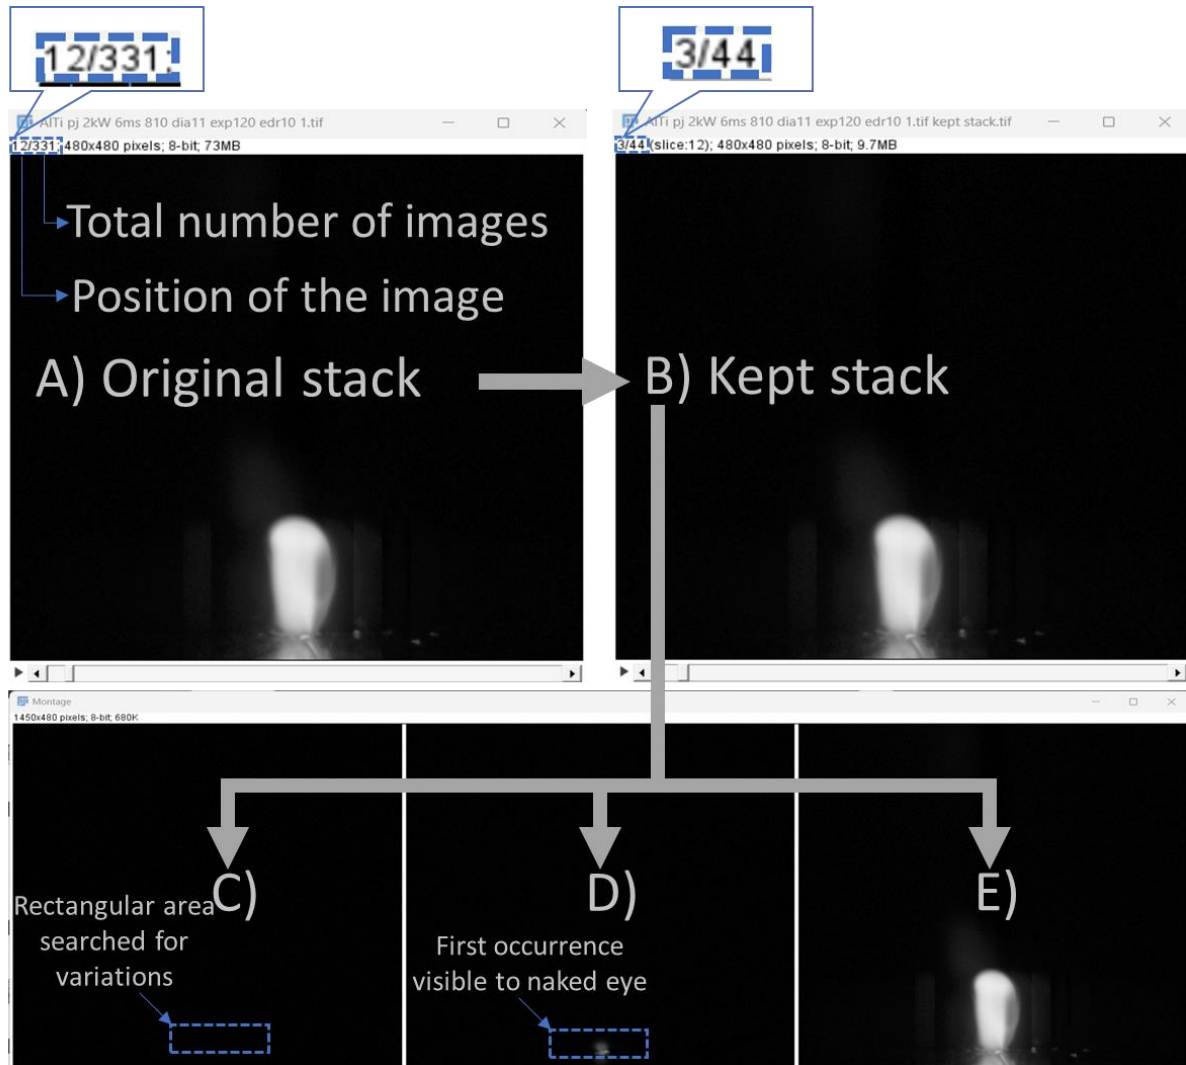 12/331;
3/44
AlTi pj 2kW 6ms 810 dia11 exp120 edr10 1.tif
12/331; 480x480 pixels; 8-bit; 73MB
Total number of images
Position of the image
A) Original stack
AlTi pj 2kW 6ms 810 dia11 exp120 edr10 1.tif kept stack.tif
3/44 (slice:12); 480x480 pixels; 8-bit; 9.7MB
B) Kept stack
Montage
1450x480 pixels; 8-bit; 680K
C)
Rectangular area
searched for
variations
D)
First occurrence
visible to naked eye
E)